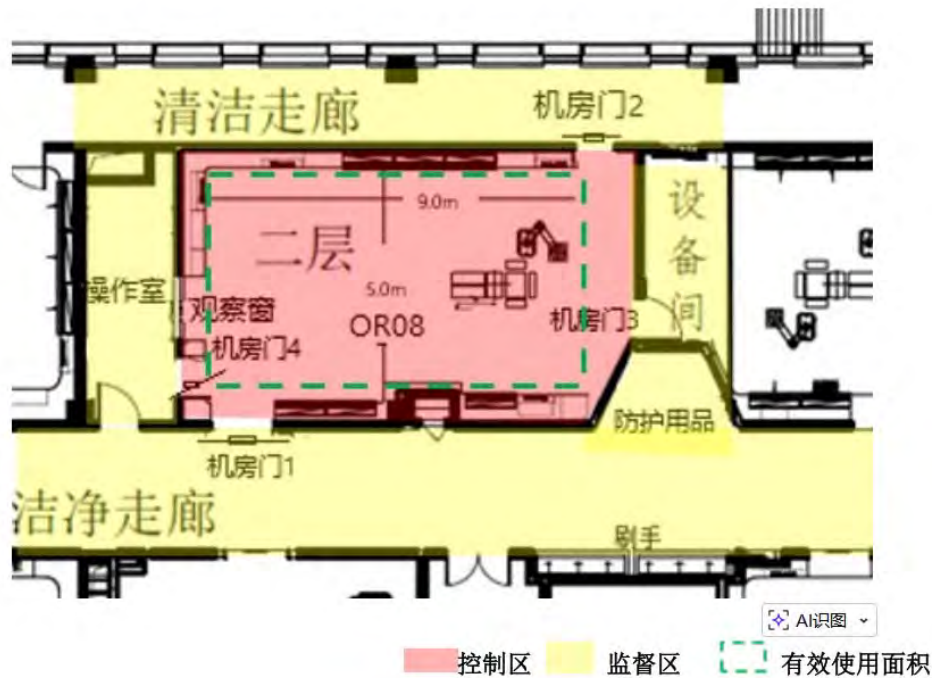 清洁走廊
机房门2
9.0m
设
备
间
二层
操作室
5.0m
观察窗
OR08
机房门3
机房门4
防护用品
机房门1
洁净走廊
刷手
AI识图
控制区 监督区 有效使用面积